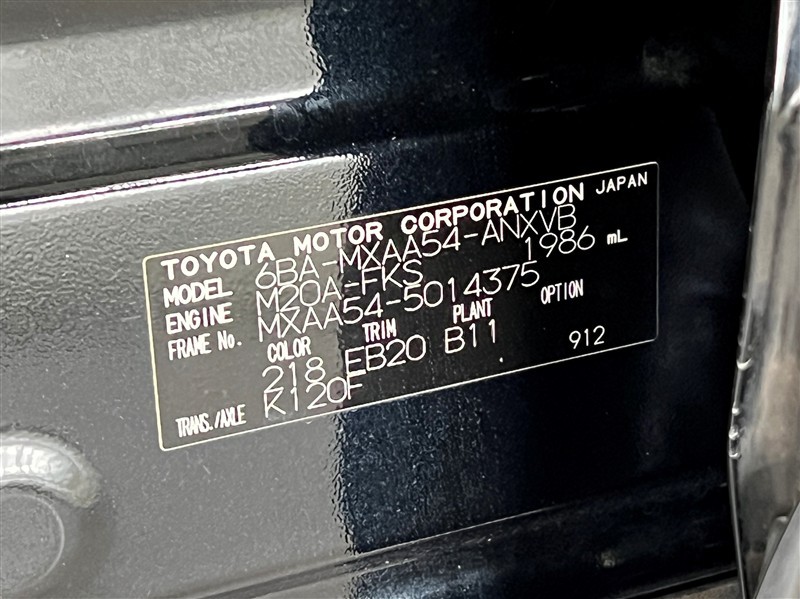 TOYOTA MOTOR CORPORATION JAPAN
MODEL 6BA-MXAA54-ANXVB
ENGINE M20A-FKS 1986 mL
FRAME No. MXAA54-5014375
COLOR TRIM PLANT OPTION
218 EB20 B11
912
TRANS./AXLE K120F